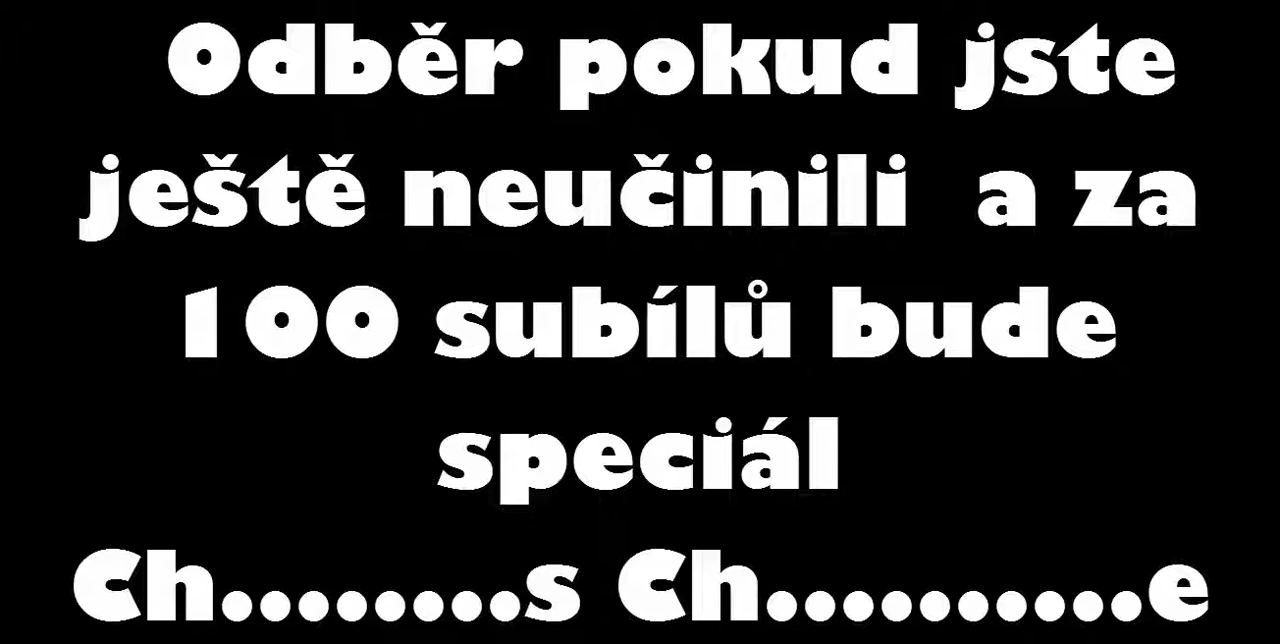 Odběr pokud jste
ještě neučinili a za
100 subílů bude
speciál
Ch........s Ch..........e